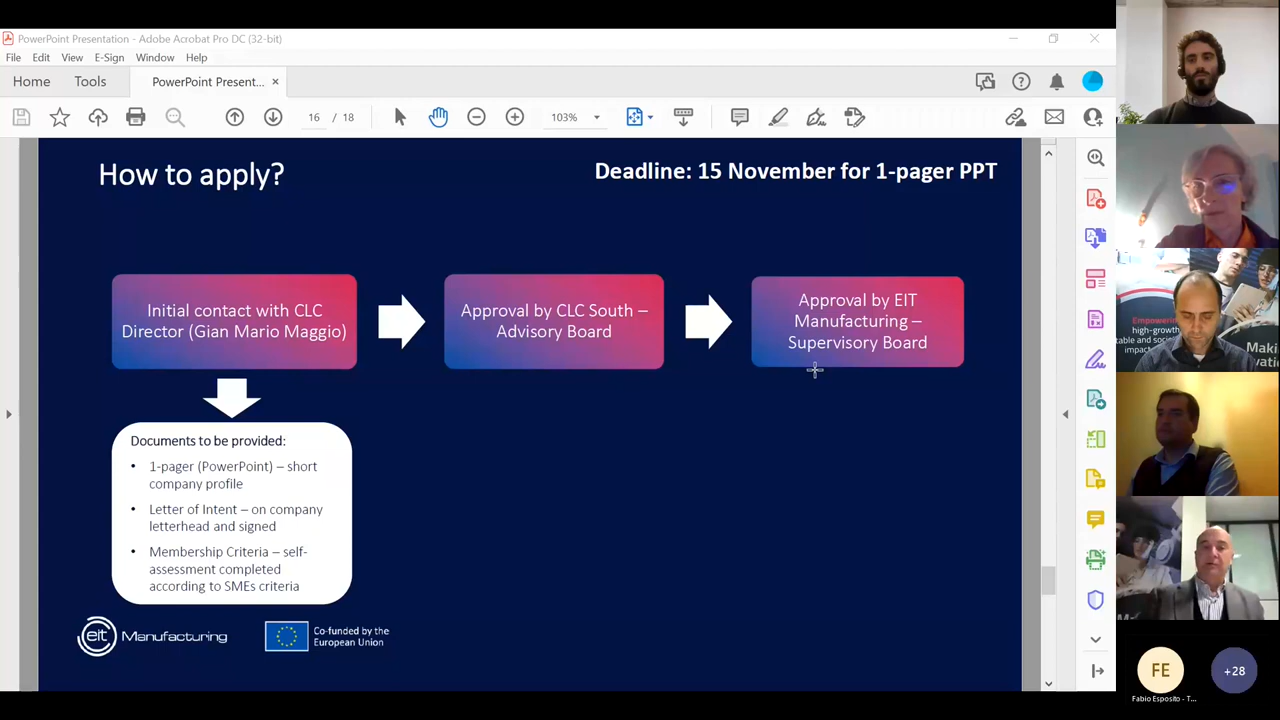 PowerPoint Presentation - Adobe Acrobat Pro DC (32-bit)
File Edit View E-Sign Window Help
Home Tools PowerPoint Present... ×
16 / 18 103%
How to apply?
Deadline: 15 November for 1-pager PPT
Initial contact with CLC
Director (Gian Mario Maggio)
Approval by CLC South –
Advisory Board
Approval by EIT
Manufacturing –
Supervisory Board
Documents to be provided:
• 1-pager (PowerPoint) – short
company profile
• Letter of Intent – on company
letterhead and signed
• Membership Criteria – self-
assessment completed
according to SMEs criteria
eit Manufacturing
Co-funded by the
European Union
Empowering
high-growth
impact
FE
+28
Fabio Esposito - T...